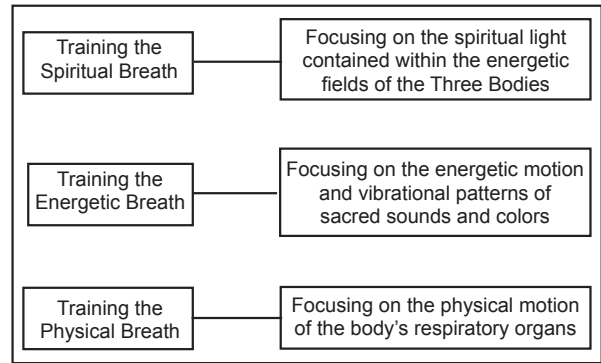 Training the
Spiritual Breath
Focusing on the spiritual light
contained within the energetic
fields of the Three Bodies
Training the
Energetic Breath
Focusing on the energetic motion
and vibrational patterns of
sacred sounds and colors
Training the
Physical Breath
Focusing on the physical motion
of the body's respiratory organs